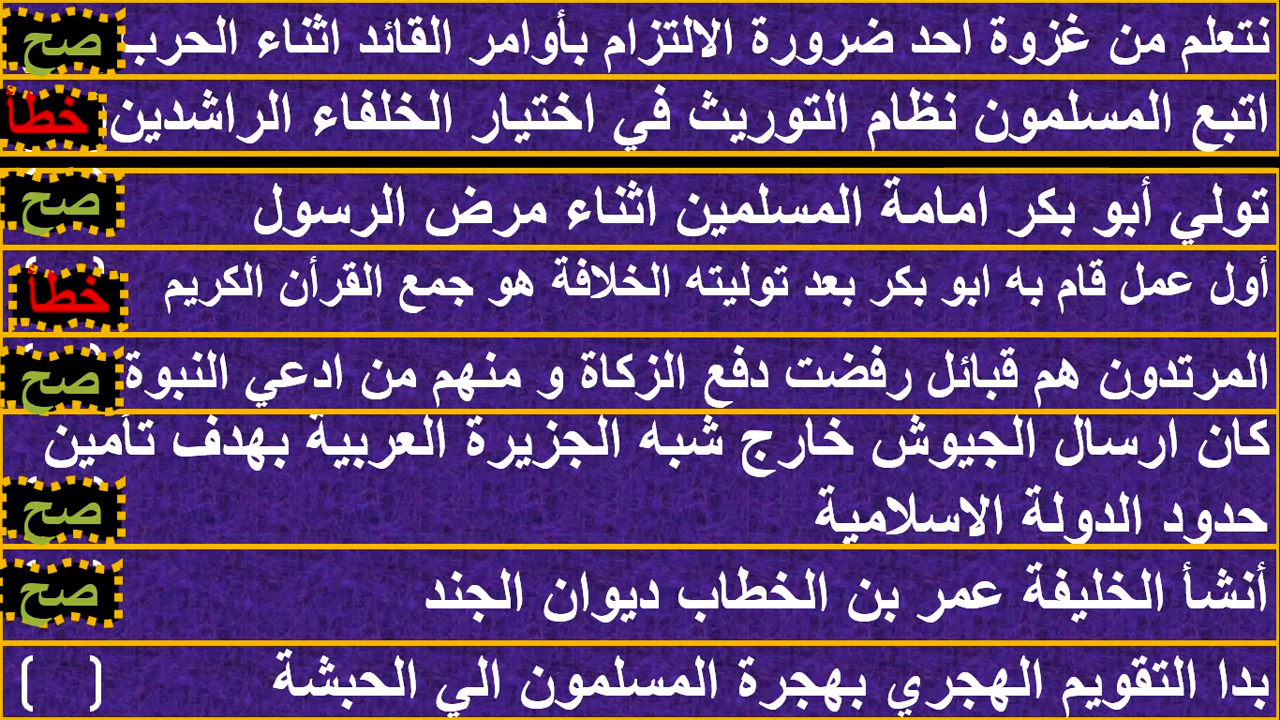 نتعلم من غزوة احد ضرورة الالتزام بأوامر القائد اثناء الحرب صح
اتبع المسلمون نظام التوريث في اختيار الخلفاء الراشدين خطأ
تولي أبو بكر امامة المسلمين اثناء مرض الرسول صح
أول عمل قام به ابو بكر بعد توليته الخلافة هو جمع القرأن الكريم خطأ
المرتدون هم قبائل رفضت دفع الزكاة و منهم من ادعي النبوة صح
كان ارسال الجيوش خارج شبه الجزيرة العربية بهدف تأمين
حدود الدولة الاسلامية صح
أنشأ الخليفة عمر بن الخطاب ديوان الجند صح
بدا التقويم الهجري بهجرة المسلمون الي الحبشة ( )